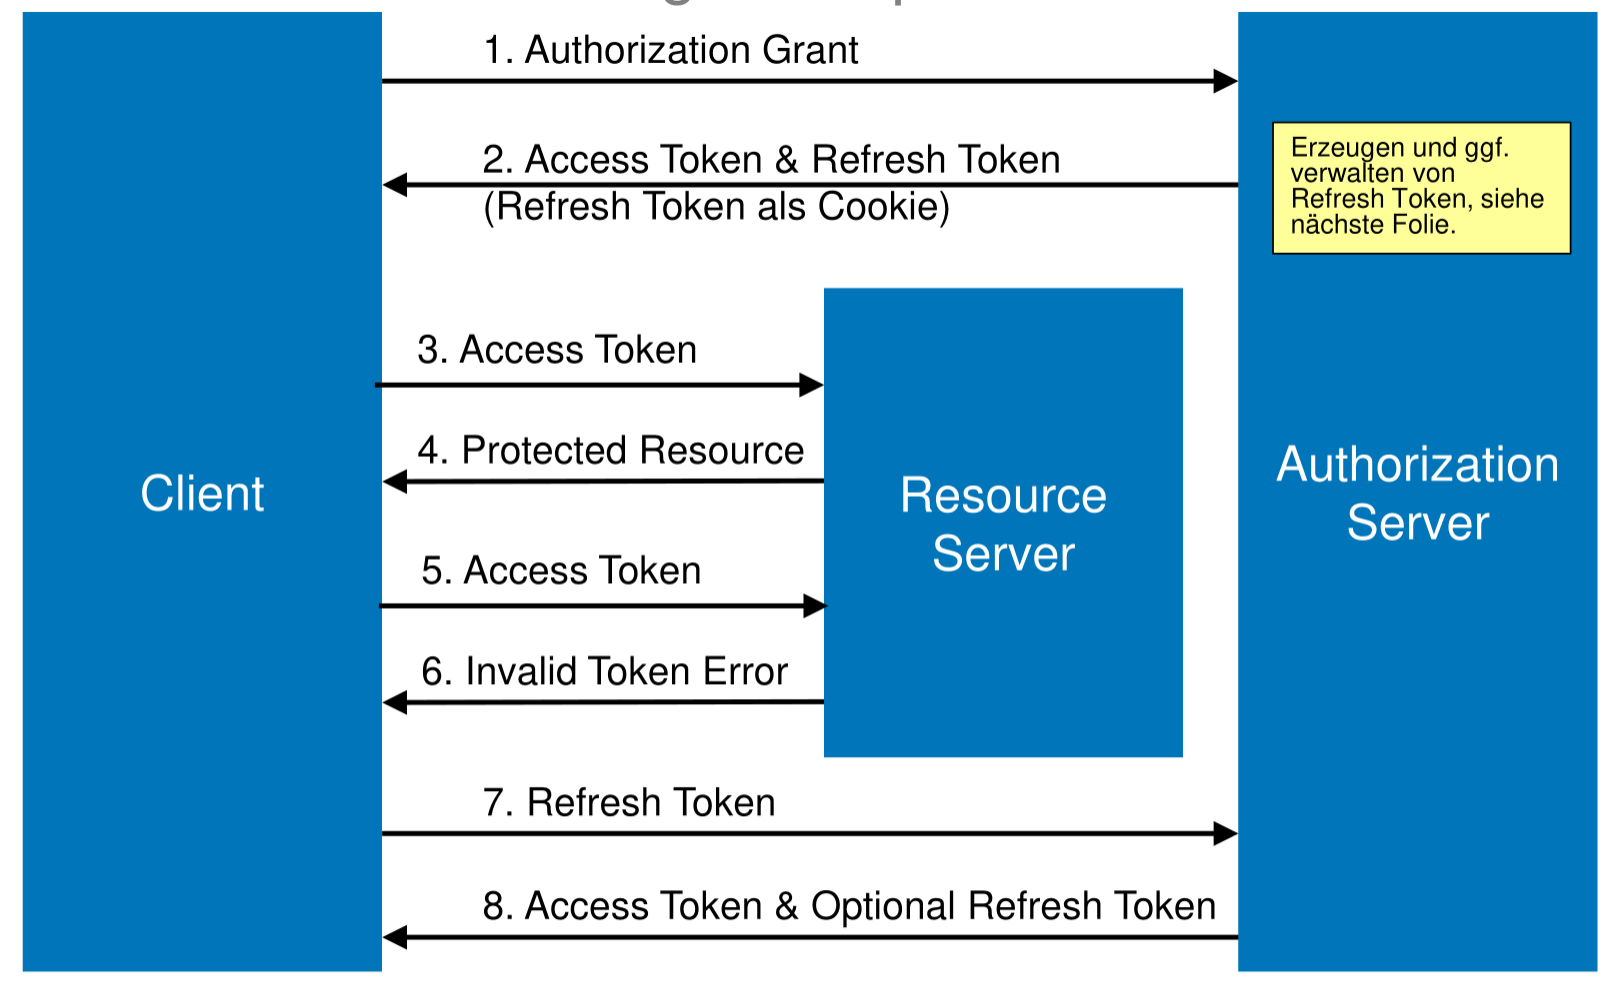 1. Authorization Grant
2. Access Token & Refresh Token
(Refresh Token als Cookie)
Erzeugen und ggf.
verwalten von
Refresh Token, siehe
nächste Folie.
3. Access Token
4. Protected Resource
Client
Resource
Server
Authorization
Server
5. Access Token
6. Invalid Token Error
7. Refresh Token
8. Access Token & Optional Refresh Token